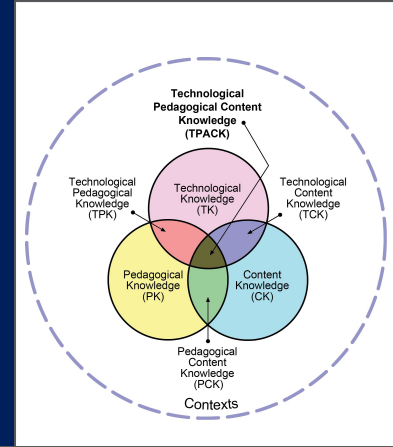 Technological
Pedagogical Content
Knowledge
(TPACK)
Technological
Pedagogical
Knowledge
(TPK)
Technological
Knowledge
(TK)
Technological
Content
Knowledge
(TCK)
Pedagogical
Knowledge
(PK)
Content
Knowledge
(CK)
Pedagogical
Content
Knowledge
(PCK)
Contexts